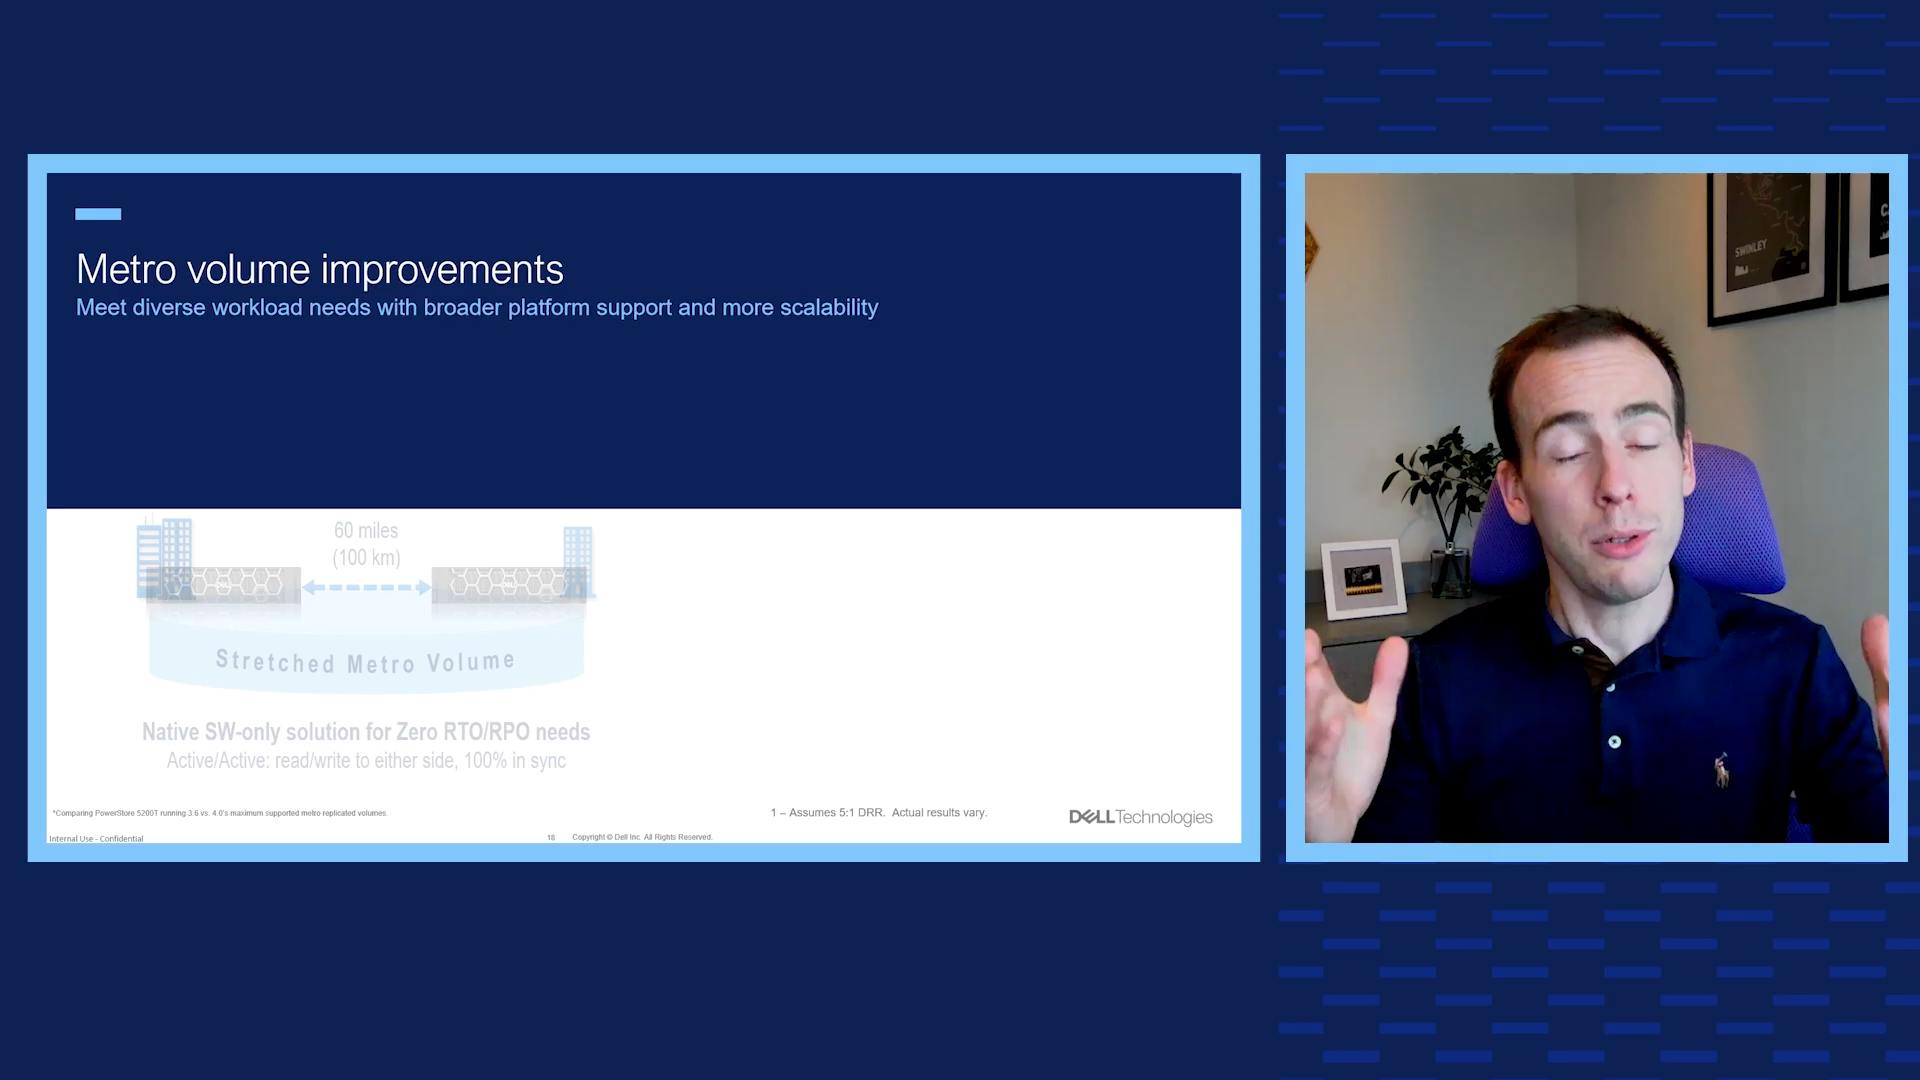 Metro volume improvements
Meet diverse workload needs with broader platform support and more scalability
60 miles
(100 km)
DELL
DELL
Stretched Metro Volume
Native SW-only solution for Zero RTO/RPO needs
Active/Active: read/write to either side, 100% in sync
*Comparing PowerStore 5200T running 3.6 vs. 4.0's maximum supported metro replicated volumes.
1 – Assumes 5:1 DRR. Actual results vary.
DELLTechnologies
Internal Use - Confidential
18
Copyright © Dell Inc. All Rights Reserved.
SWINLEY